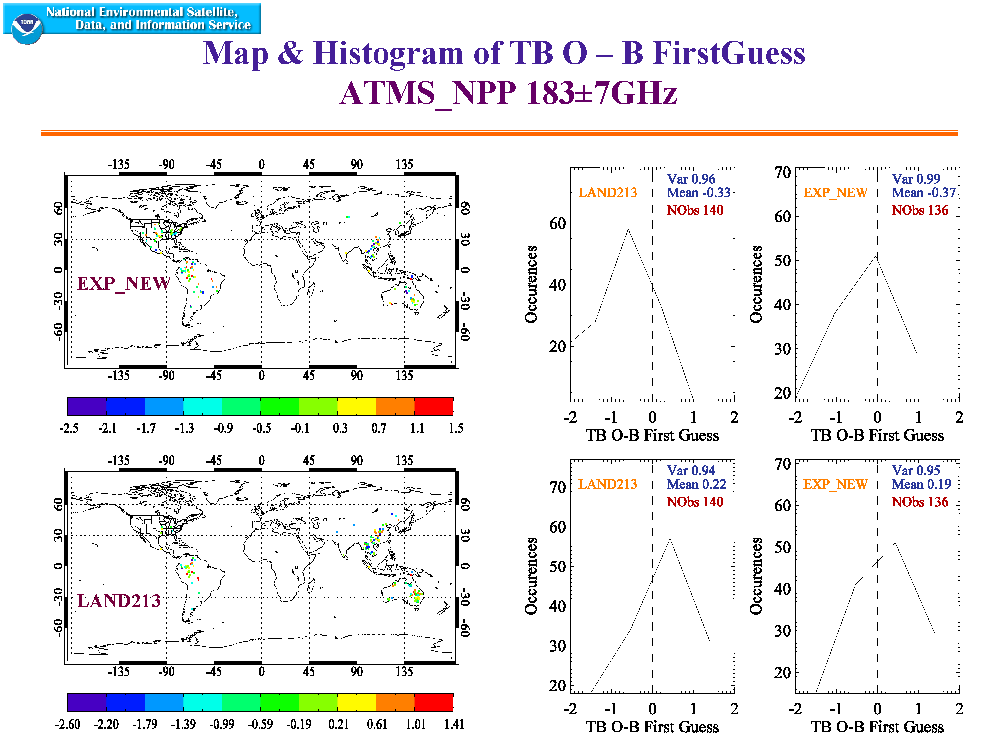 National Environmental Satellite,
Data, and Information Service
NOAA
Map & Histogram of TB O – B FirstGuess
ATMS_NPP 183±7GHz
-135 -90 -45 0 45 90 135
60 60
30 30
0 0
-30 -30
-60 -60
EXP_NEW
-135 -90 -45 0 45 90 135
-2.5 -2.1 -1.7 -1.3 -0.9 -0.5 -0.1 0.3 0.7 1.1 1.5
-135 -90 -45 0 45 90 135
60 60
30 30
0 0
-30 -30
-60 -60
LAND213
-135 -90 -45 0 45 90 135
-2.60 -2.20 -1.79 -1.39 -0.99 -0.59 -0.19 0.21 0.61 1.01 1.41
LAND213
Var 0.96
Mean -0.33
NObs 140
60
40
20
Occurences
-2 -1 0 1 2
TB O-B First Guess
EXP_NEW
Var 0.99
Mean -0.37
NObs 136
70
60
50
40
30
20
Occurences
-2 -1 0 1 2
TB O-B First Guess
LAND213
Var 0.94
Mean 0.22
NObs 140
70
60
50
40
30
20
Occurences
-2 -1 0 1 2
TB O-B First Guess
EXP_NEW
Var 0.95
Mean 0.19
NObs 136
70
60
50
40
30
20
Occurences
-2 -1 0 1 2
TB O-B First Guess